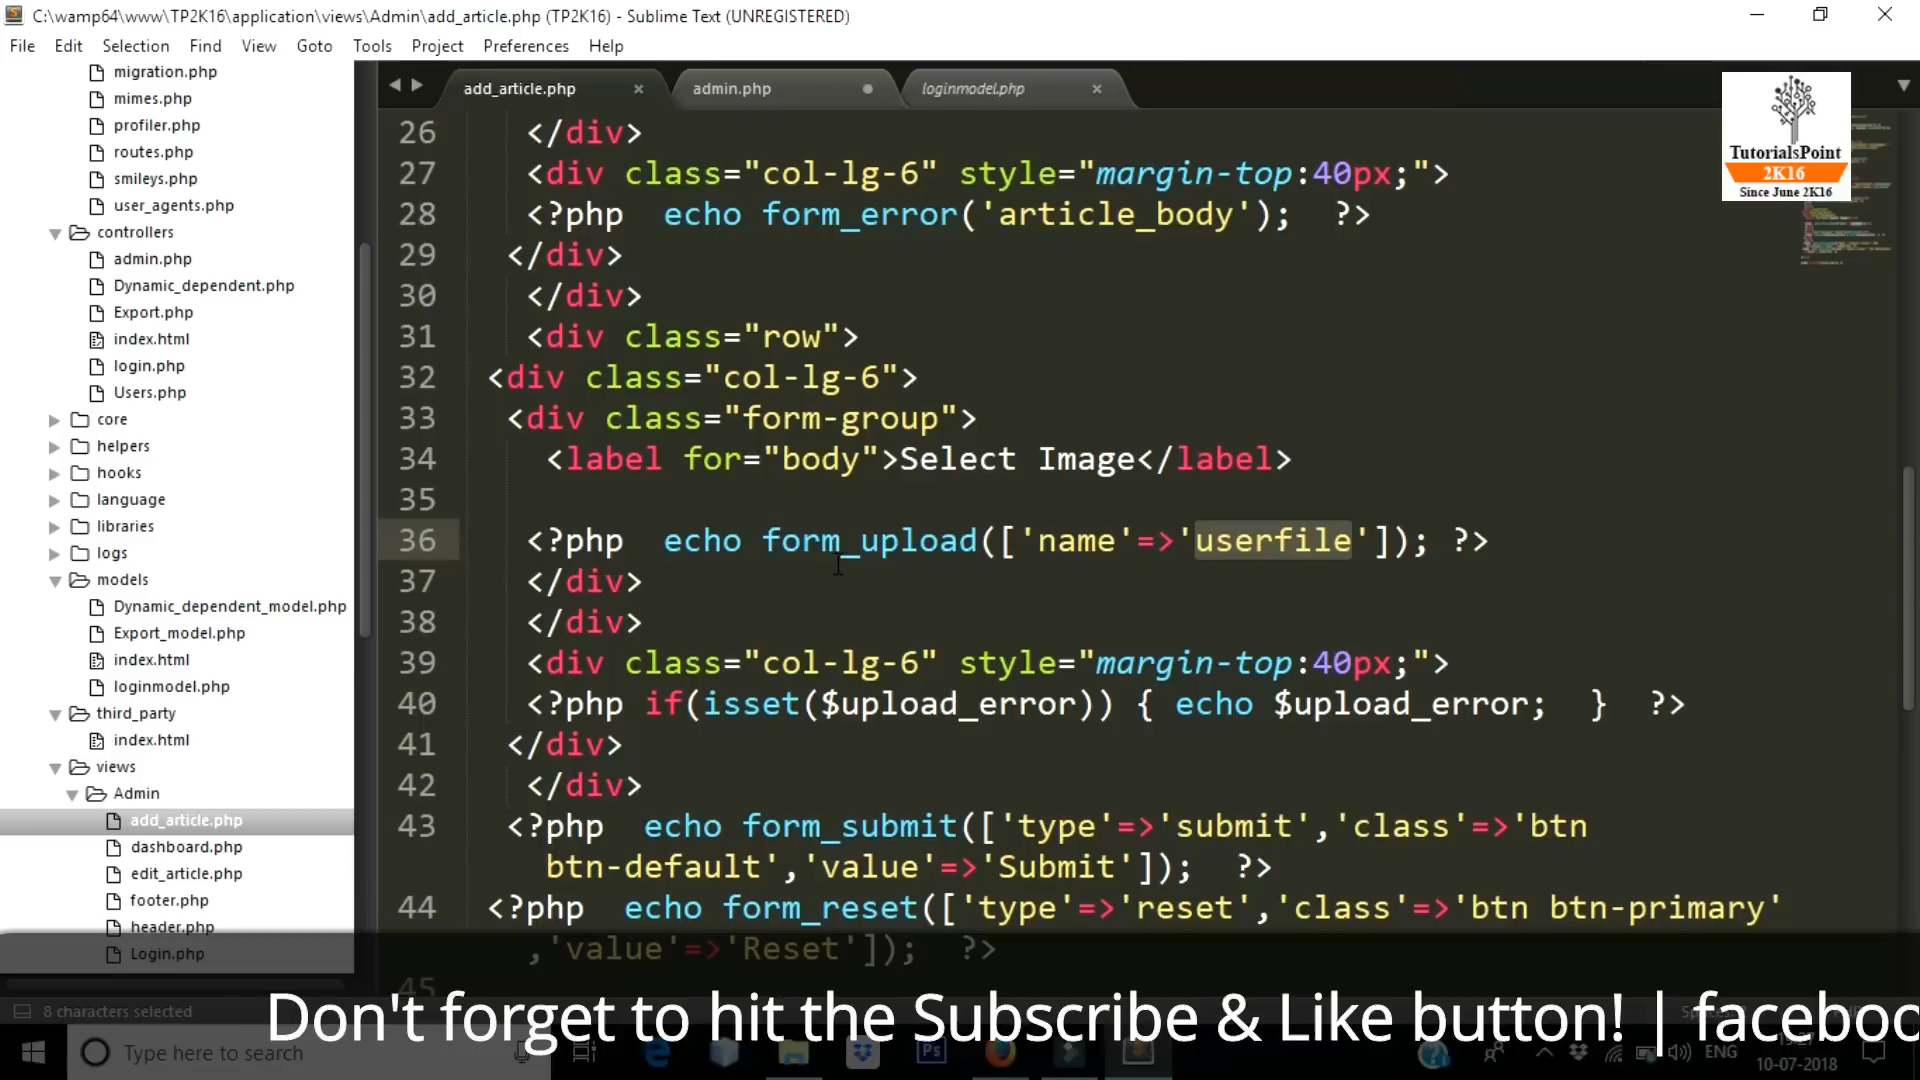 C:\wamp64\www\TP2K16\application\views\Admin\add_article.php (TP2K16) - Sublime Text (UNREGISTERED)
File Edit Selection Find View Goto Tools Project Preferences Help
migration.php
mimes.php
profiler.php
routes.php
smileys.php
user_agents.php
controllers
admin.php
Dynamic_dependent.php
Export.php
index.html
login.php
Users.php
core
helpers
hooks
language
libraries
logs
models
Dynamic_dependent_model.php
Export_model.php
index.html
loginmodel.php
third_party
index.html
views
Admin
add_article.php
dashboard.php
edit_article.php
footer.php
header.php
Login.php
add_article.php admin.php loginmodel.php
TutorialsPoint
2K16
Since June 2K16
26 </div>
27 <div class="col-lg-6" style="margin-top:40px;">
28 <?php echo form_error('article_body'); ?>
29 </div>
30 </div>
31 <div class="row">
32 <div class="col-lg-6">
33 <div class="form-group">
34 <label for="body">Select Image</label>
35
36 <?php echo form_upload(['name'=>'userfile']); ?>
37 </div>
38 </div>
39 <div class="col-lg-6" style="margin-top:40px;">
40 <?php if(isset($upload_error)) { echo $upload_error; } ?>
41 </div>
42 </div>
43 <?php echo form_submit(['type'=>'submit','class'=>'btn
btn-default','value'=>'Submit']); ?>
44 <?php echo form_reset(['type'=>'reset','class'=>'btn btn-primary'
,'value'=>'Reset']); ?>
45
8 characters selected
Don't forget to hit the Subscribe & Like button! | faceboo
Type here to search
Ps
ENG
10-07-2018